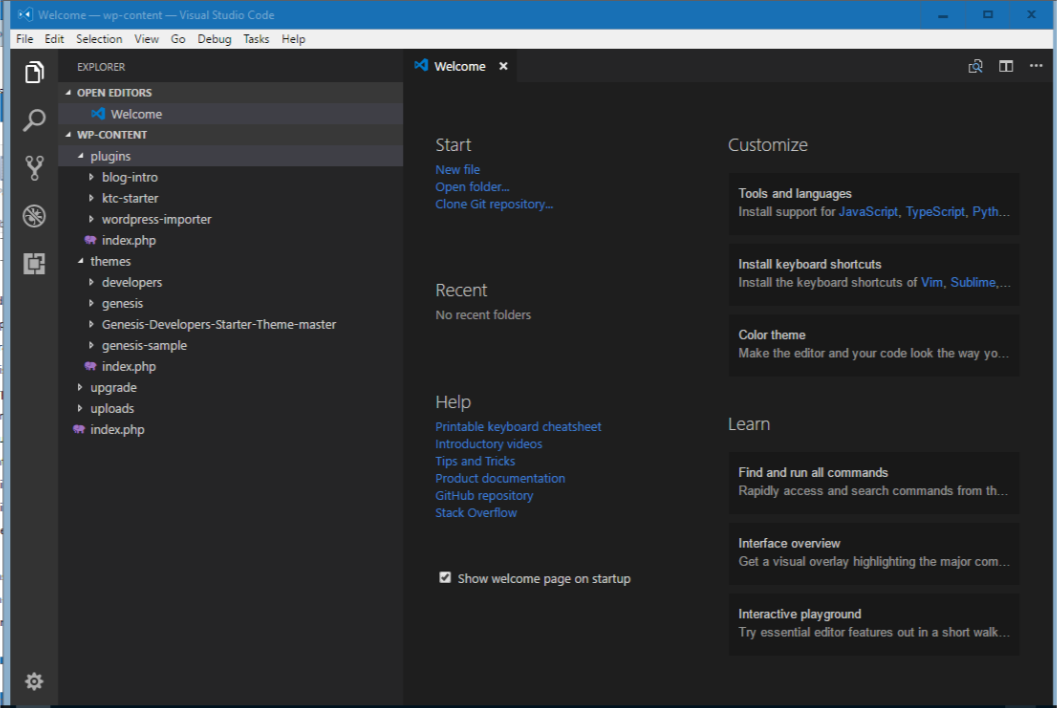 Welcome — wp-content — Visual Studio Code
File Edit Selection View Go Debug Tasks Help
EXPLORER
OPEN EDITORS
Welcome
WP-CONTENT
plugins
blog-intro
ktc-starter
wordpress-importer
index.php
themes
developers
genesis
Genesis-Developers-Starter-Theme-master
genesis-sample
index.php
upgrade
uploads
index.php
Welcome
Start
New file
Open folder...
Clone Git repository...
Recent
No recent folders
Help
Printable keyboard cheatsheet
Introductory videos
Tips and Tricks
Product documentation
GitHub repository
Stack Overflow
Show welcome page on startup
Customize
Tools and languages
Install support for JavaScript, TypeScript, Pyth...
Install keyboard shortcuts
Install the keyboard shortcuts of Vim, Sublime,...
Color theme
Make the editor and your code look the way yo...
Learn
Find and run all commands
Rapidly access and search commands from th...
Interface overview
Get a visual overlay highlighting the major com...
Interactive playground
Try essential editor features out in a short walk...